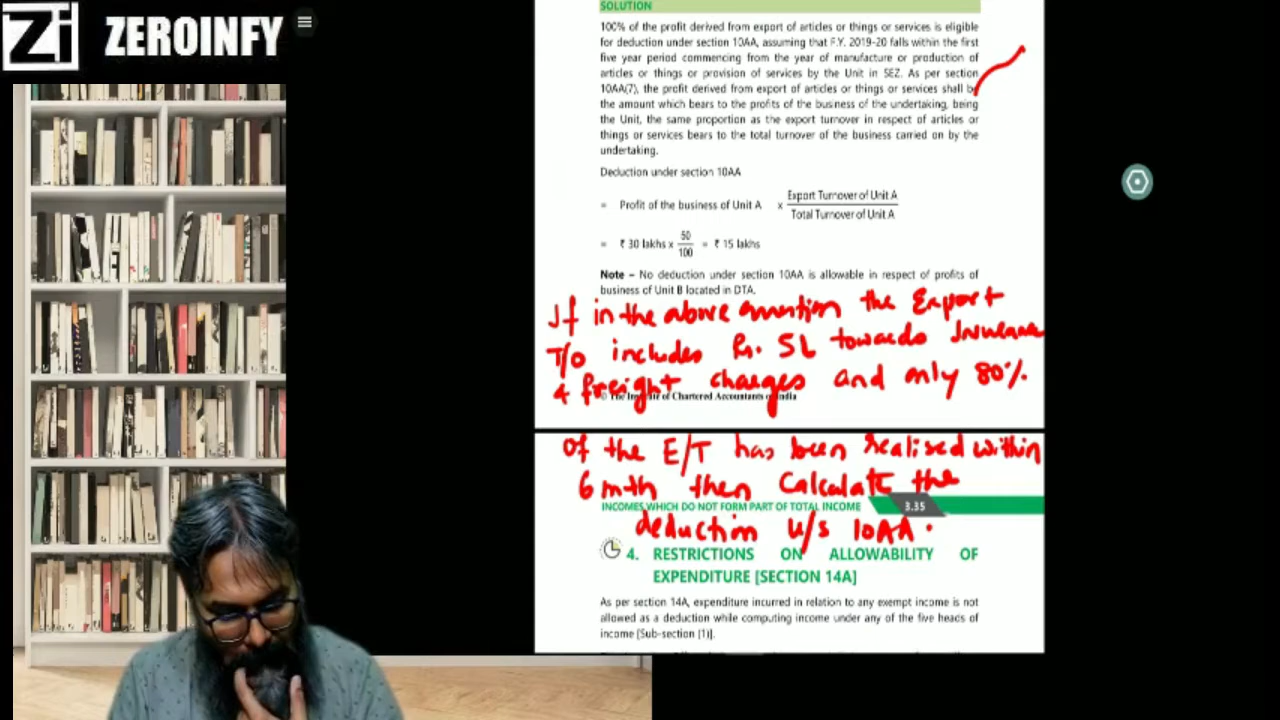 Zi ZEROINFY
SOLUTION
100% of the profit derived from export of articles or things or services is eligible
for deduction under section 10AA, assuming that F.Y. 2019-20 falls within the first
five year period commencing from the year of manufacture or production of
articles or things or provision of services by the Unit in SEZ. As per section
10AA(7), the profit derived from export of articles or things or services shall be
the amount which bears to the profits of the business of the undertaking, being
the Unit, the same proportion as the export turnover in respect of articles or
things or services bears to the total turnover of the business carried on by the
undertaking.
Deduction under section 10AA
= Profit of the business of Unit A x Export Turnover of Unit A
Total Turnover of Unit A
= ₹ 30 lakhs x 50/100 = ₹ 15 lakhs
Note – No deduction under section 10AA is allowable in respect of profits of
business of Unit B located in DTA.
If in the above question the Export
T/O includes Rs. 5L towards Insurance
& freight charges and only 80%
© The Institute of Chartered Accountants of India
of the E/T has been realised within
6 mth then Calculate the
INCOMES WHICH DO NOT FORM PART OF TOTAL INCOME 3.35
deduction u/s 10AA.
4. RESTRICTIONS ON ALLOWABILITY OF
EXPENDITURE [SECTION 14A]
As per section 14A, expenditure incurred in relation to any exempt income is not
allowed as a deduction while computing income under any of the five heads of
income [Sub-section (1)].